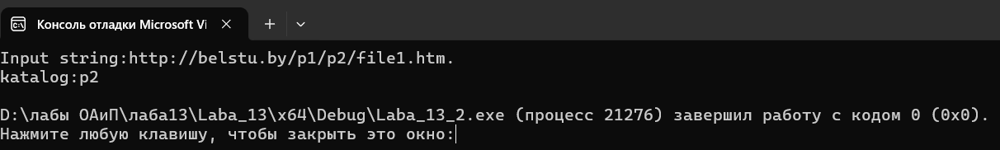 Консоль отладки Microsoft Vi
Input string:http://belstu.by/p1/p2/file1.htm.
katalog:p2
D:\лабы ОАиП\лаба13\Laba_13\x64\Debug\Laba_13_2.exe (процесс 21276) завершил работу с кодом 0 (0x0).
Нажмите любую клавишу, чтобы закрыть это окно: